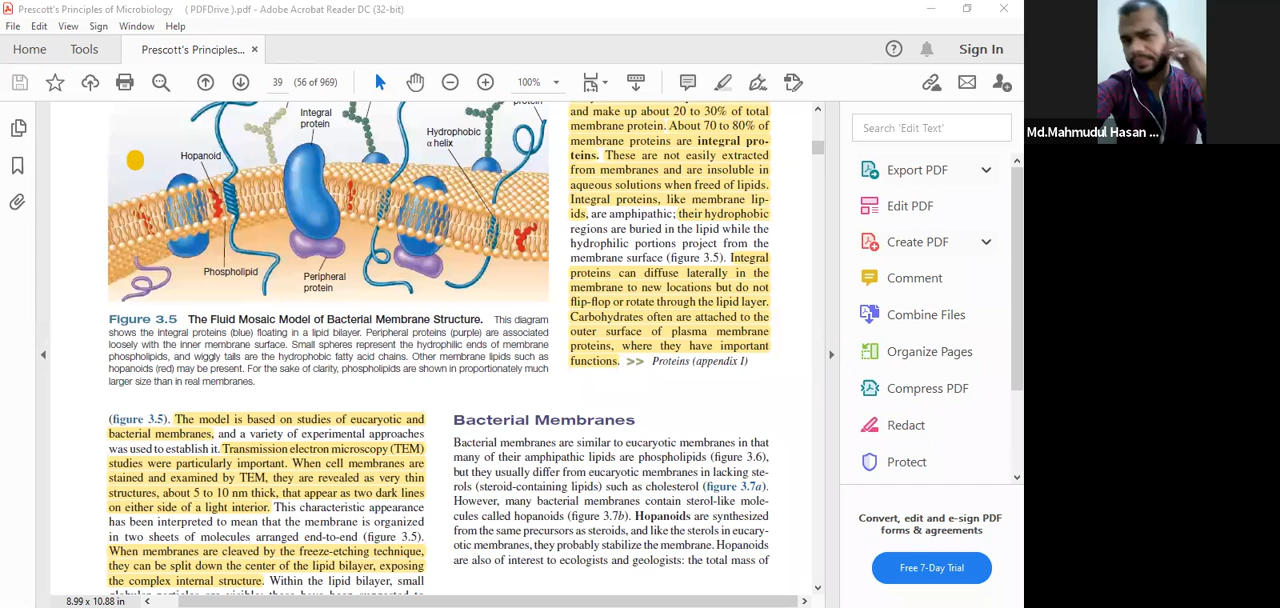 Prescott's Principles of Microbiology ( PDFDrive ).pdf - Adobe Acrobat Reader DC (32-bit)
File Edit View Sign Window Help
Home Tools Prescott's Principles... ×
Sign In
39 (56 of 969)
100%
Md.Mahmudul Hasan ...
Integral
protein
protein
Hydrophobic
α helix
Hopanoid
Phospholipid
Peripheral
protein
Figure 3.5 The Fluid Mosaic Model of Bacterial Membrane Structure. This diagram
shows the integral proteins (blue) floating in a lipid bilayer. Peripheral proteins (purple) are associated
loosely with the inner membrane surface. Small spheres represent the hydrophilic ends of membrane
phospholipids, and wiggly tails are the hydrophobic fatty acid chains. Other membrane lipids such as
hopanoids (red) may be present. For the sake of clarity, phospholipids are shown in proportionately much
larger size than in real membranes.
and make up about 20 to 30% of total
membrane protein. About 70 to 80% of
membrane proteins are integral pro-
teins. These are not easily extracted
from membranes and are insoluble in
aqueous solutions when freed of lipids.
Integral proteins, like membrane lip-
ids, are amphipathic; their hydrophobic
regions are buried in the lipid while the
hydrophilic portions project from the
membrane surface (figure 3.5). Integral
proteins can diffuse laterally in the
membrane to new locations but do not
flip-flop or rotate through the lipid layer.
Carbohydrates often are attached to the
outer surface of plasma membrane
proteins, where they have important
functions. >> Proteins (appendix I)
(figure 3.5). The model is based on studies of eucaryotic and
bacterial membranes, and a variety of experimental approaches
was used to establish it. Transmission electron microscopy (TEM)
studies were particularly important. When cell membranes are
stained and examined by TEM, they are revealed as very thin
structures, about 5 to 10 nm thick, that appear as two dark lines
on either side of a light interior. This characteristic appearance
has been interpreted to mean that the membrane is organized
in two sheets of molecules arranged end-to-end (figure 3.5).
When membranes are cleaved by the freeze-etching technique,
they can be split down the center of the lipid bilayer, exposing
the complex internal structure. Within the lipid bilayer, small
Bacterial Membranes
Bacterial membranes are similar to eucaryotic membranes in that
many of their amphipathic lipids are phospholipids (figure 3.6),
but they usually differ from eucaryotic membranes in lacking ste-
rols (steroid-containing lipids) such as cholesterol (figure 3.7a).
However, many bacterial membranes contain sterol-like mole-
cules called hopanoids (figure 3.7b). Hopanoids are synthesized
from the same precursors as steroids, and like the sterols in eucary-
otic membranes, they probably stabilize the membrane. Hopanoids
are also of interest to ecologists and geologists: the total mass of
8.99 x 10.88 in
Search 'Edit Text'
Export PDF
Edit PDF
Create PDF
Comment
Combine Files
Organize Pages
Compress PDF
Redact
Protect
Convert, edit and e-sign PDF
forms & agreements
Free 7-Day Trial